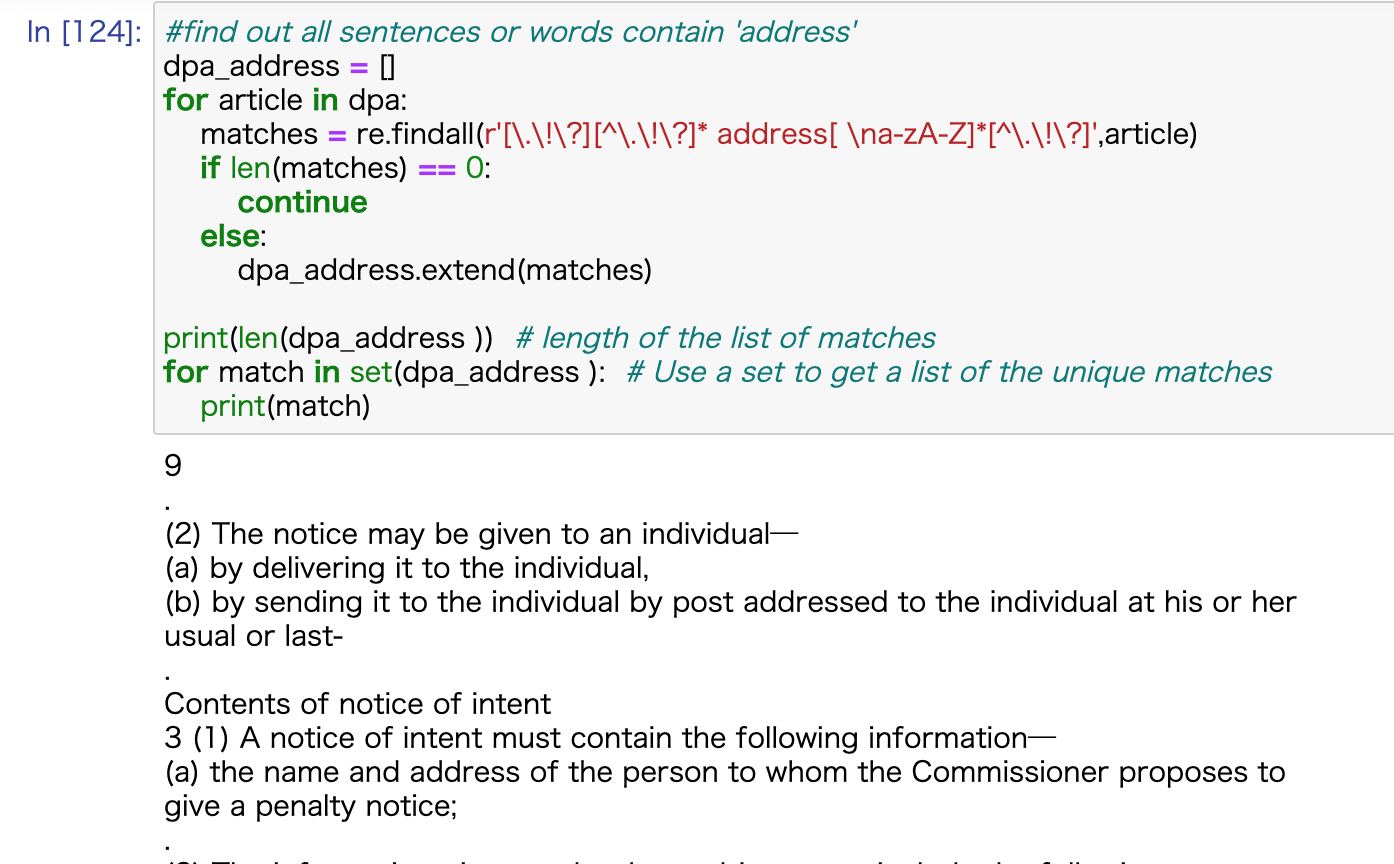 In [124]:
#find out all sentences or words contain 'address'
dpa_address = []
for article in dpa:
    matches = re.findall(r'[\.\!\?][^\.\!\?]* address[ \na-zA-Z]*[^\.\!\?]',article)
    if len(matches) == 0:
        continue
    else:
        dpa_address.extend(matches)

print(len(dpa_address ))  # length of the list of matches
for match in set(dpa_address ):  # Use a set to get a list of the unique matches
    print(match)
9
.
(2) The notice may be given to an individual—
(a) by delivering it to the individual,
(b) by sending it to the individual by post addressed to the individual at his or her
usual or last-
.
Contents of notice of intent
3 (1) A notice of intent must contain the following information—
(a) the name and address of the person to whom the Commissioner proposes to
give a penalty notice;
.